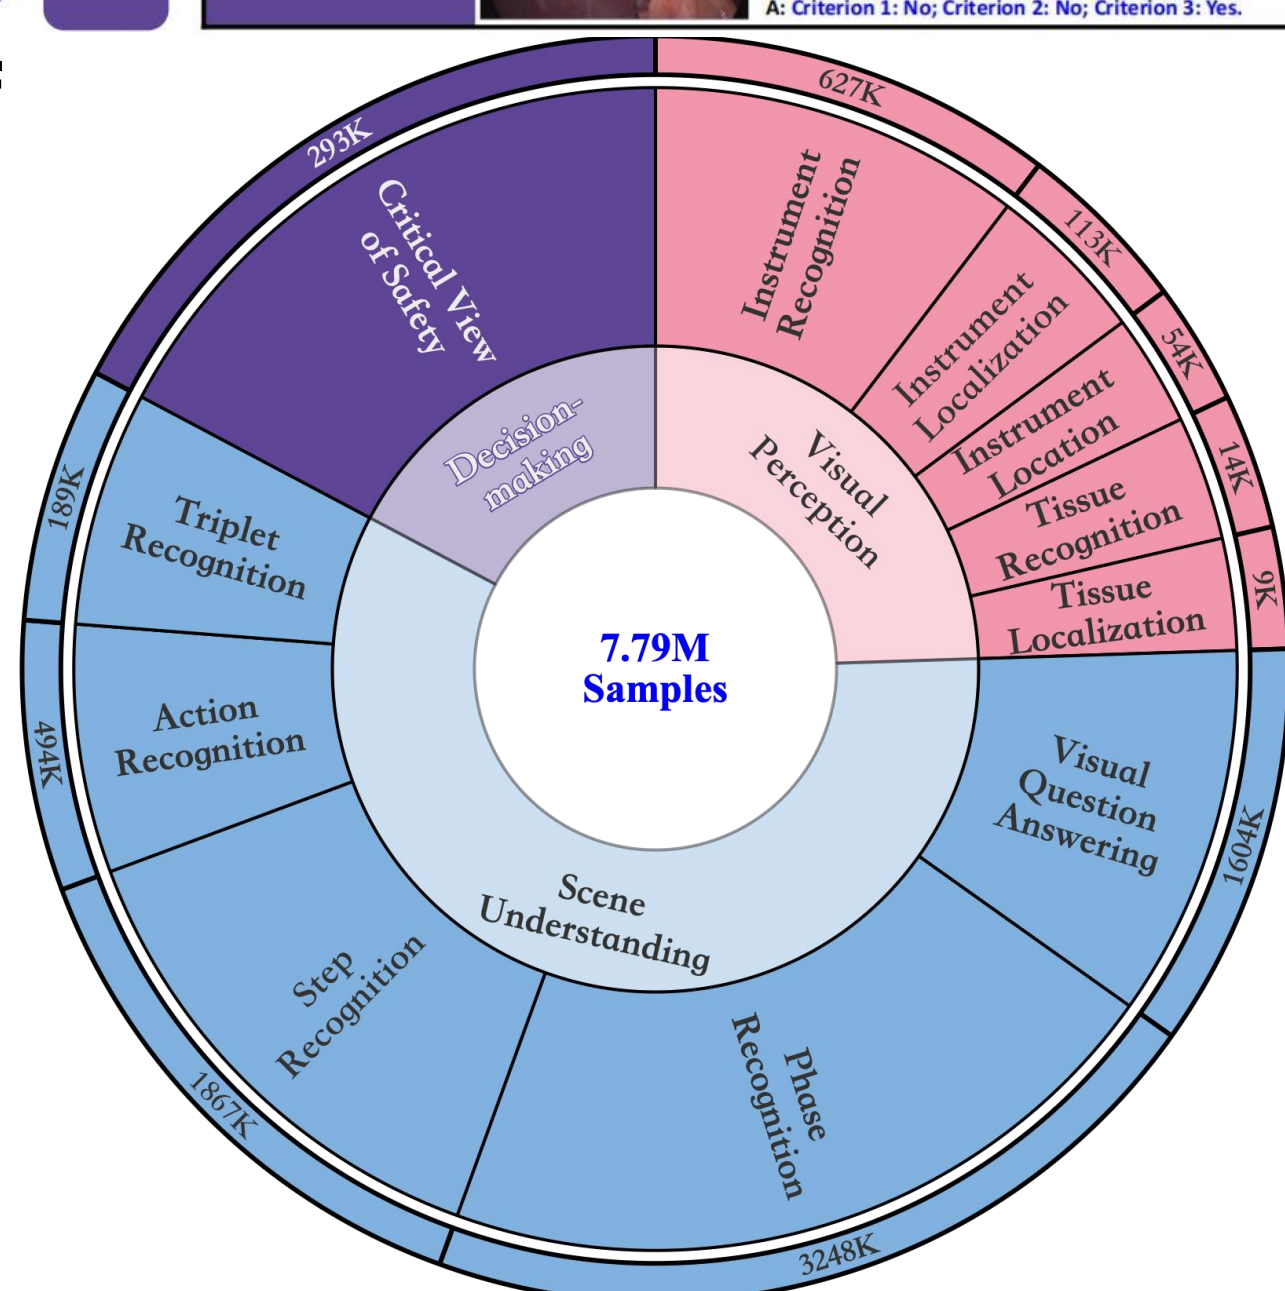 A: Criterion 1: No; Criterion 2: No; Criterion 3: Yes.
627K
293K
113K
54K
14K
9K
189K
494K
1604K
1867K
3248K
Critical View
of Safety
Instrument
Recognition
Instrument
Localization
Instrument
Location
Tissue
Recognition
Tissue
Localization
Decision-
making
Visual
Perception
Triplet
Recognition
7.79M
Samples
Action
Recognition
Visual
Question
Answering
Scene
Understanding
Step
Recognition
Phase
Recognition